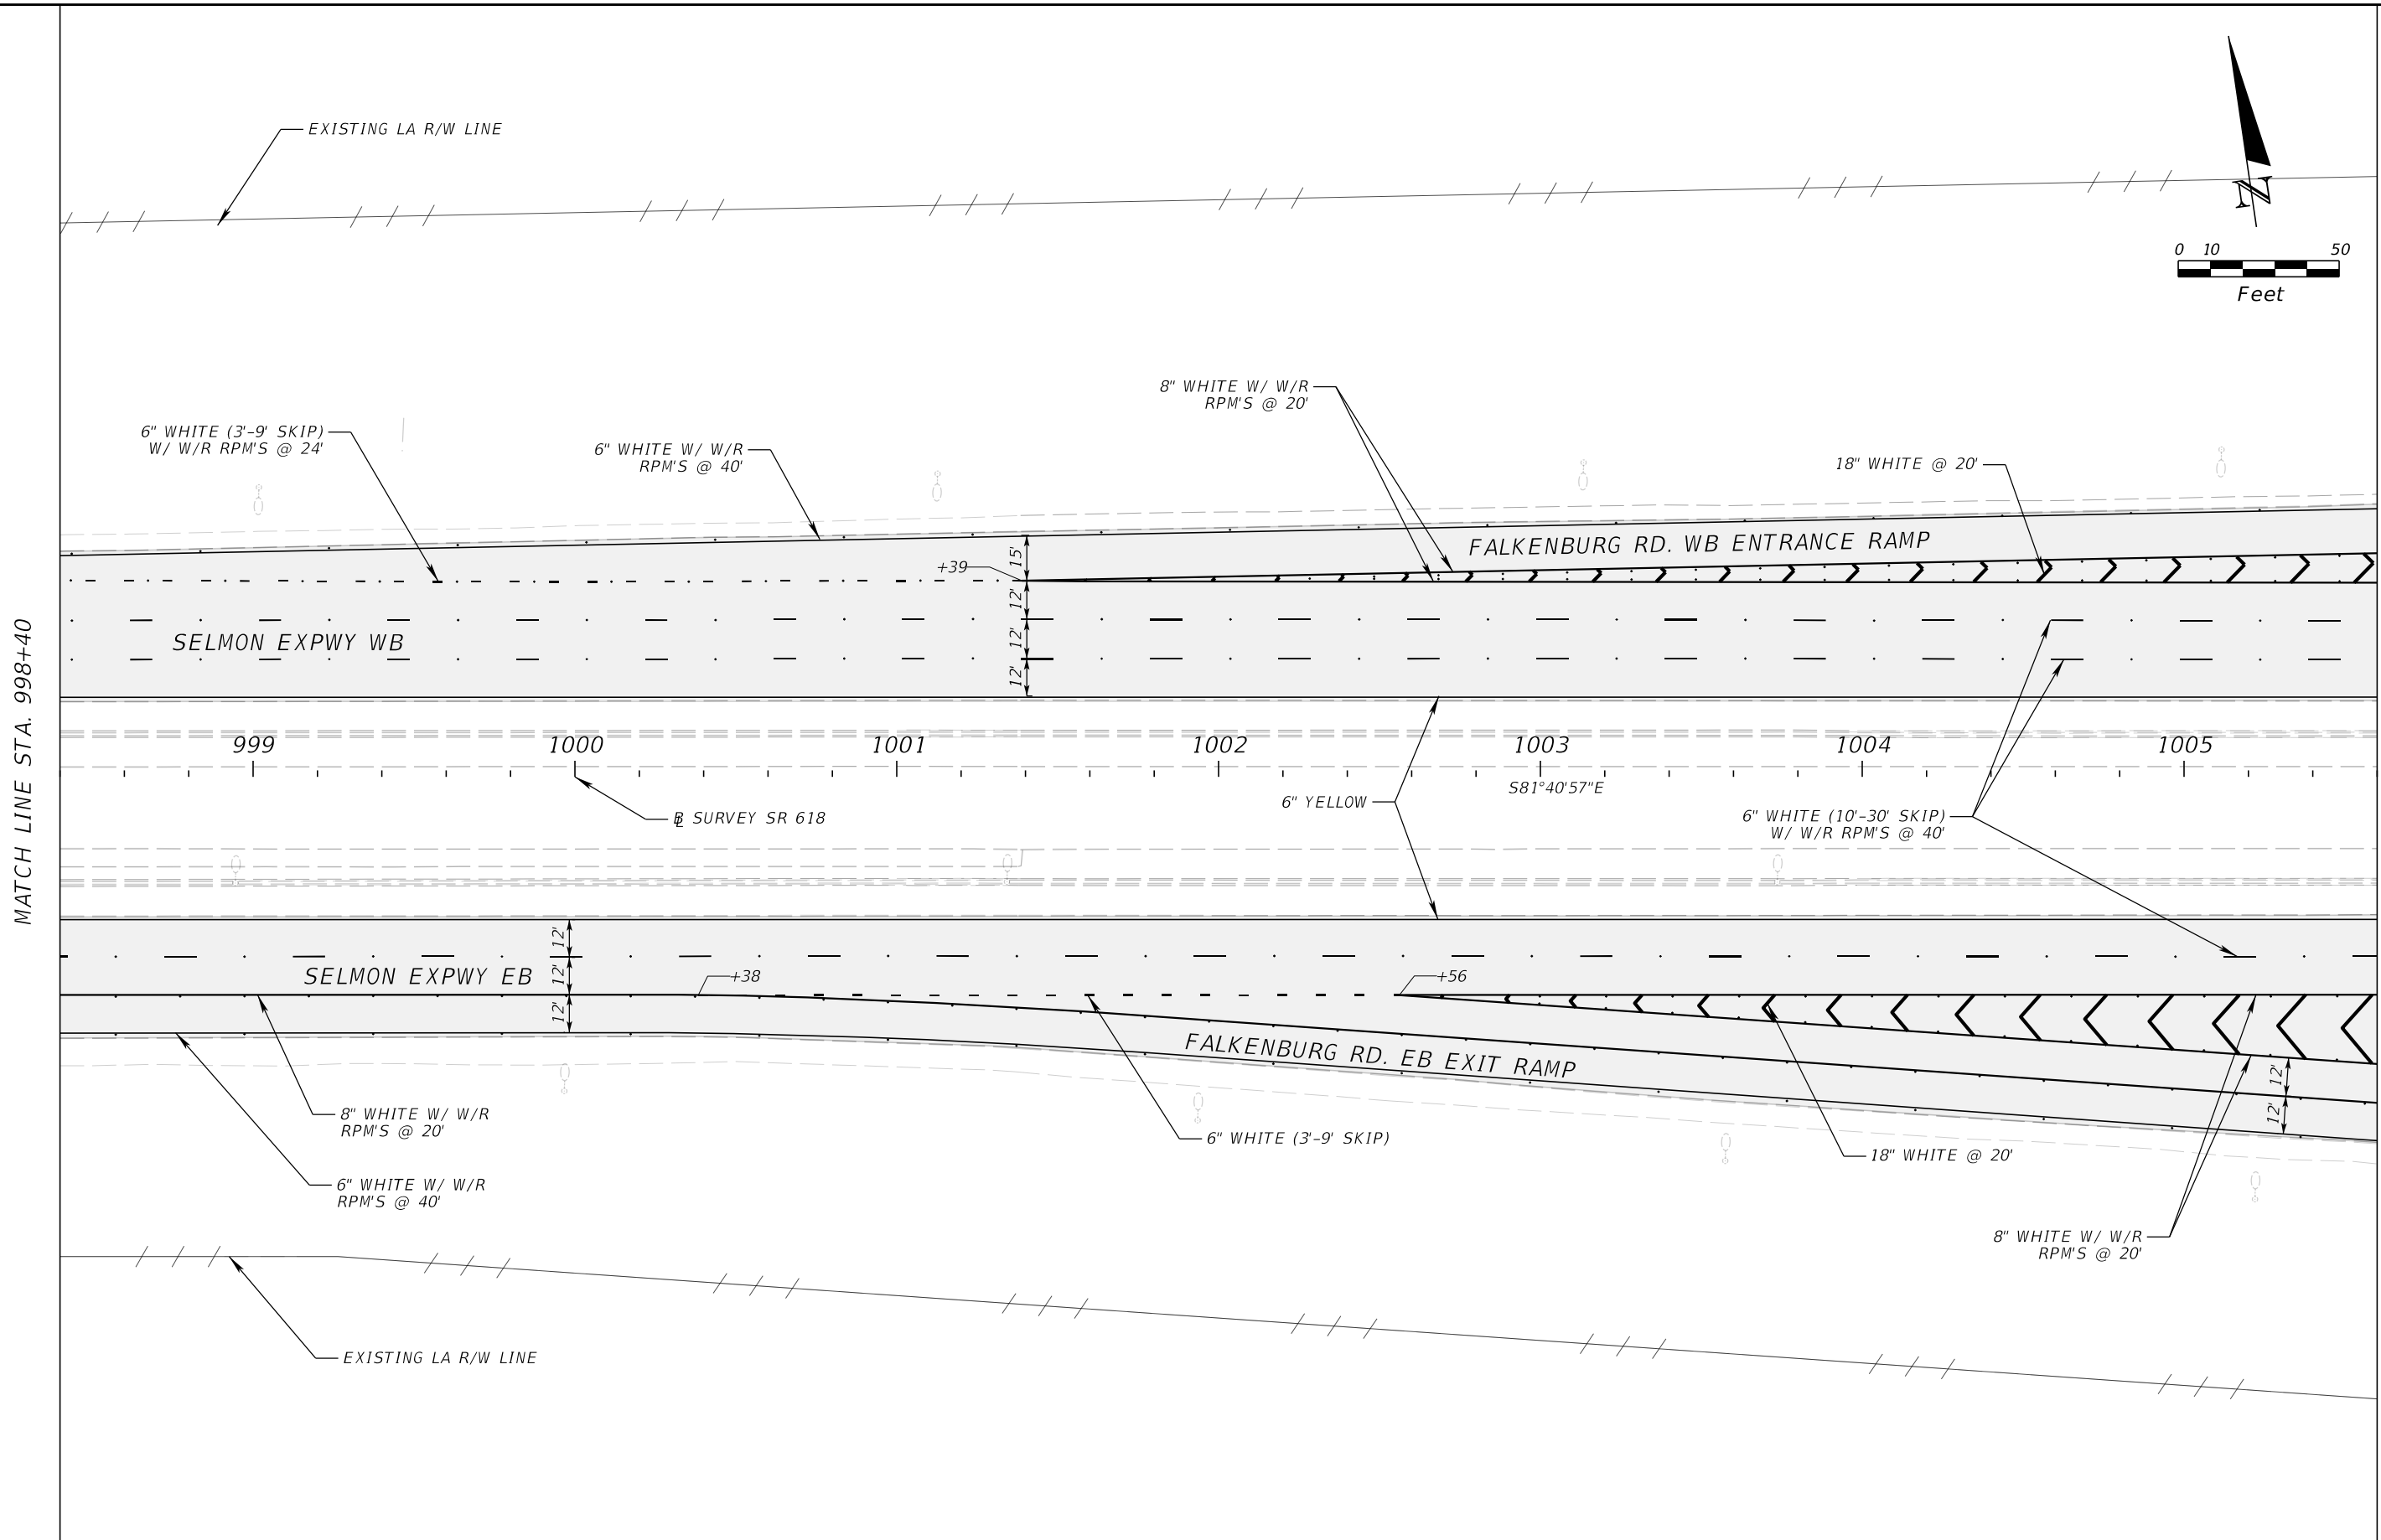 EXISTING LA R/W LINE
N
0 10 50
Feet
8" WHITE W/ W/R
RPM'S @ 20'
6" WHITE (3'-9' SKIP)
W/ W/R RPM'S @ 24'
6" WHITE W/ W/R
RPM'S @ 40'
18" WHITE @ 20'
FALKENBURG RD. WB ENTRANCE RAMP
+39
15'
12'
12'
12'
SELMON EXPWY WB
MATCH LINE STA. 998+40
999 1000 1001 1002 1003 1004 1005
S81°40'57"E
BL SURVEY SR 618
6" YELLOW
6" WHITE (10'-30' SKIP)
W/ W/R RPM'S @ 40'
12'
12'
12'
SELMON EXPWY EB
+38
+56
FALKENBURG RD. EB EXIT RAMP
12'
12'
8" WHITE W/ W/R
RPM'S @ 20'
6" WHITE (3'-9' SKIP)
18" WHITE @ 20'
6" WHITE W/ W/R
RPM'S @ 40'
8" WHITE W/ W/R
RPM'S @ 20'
EXISTING LA R/W LINE